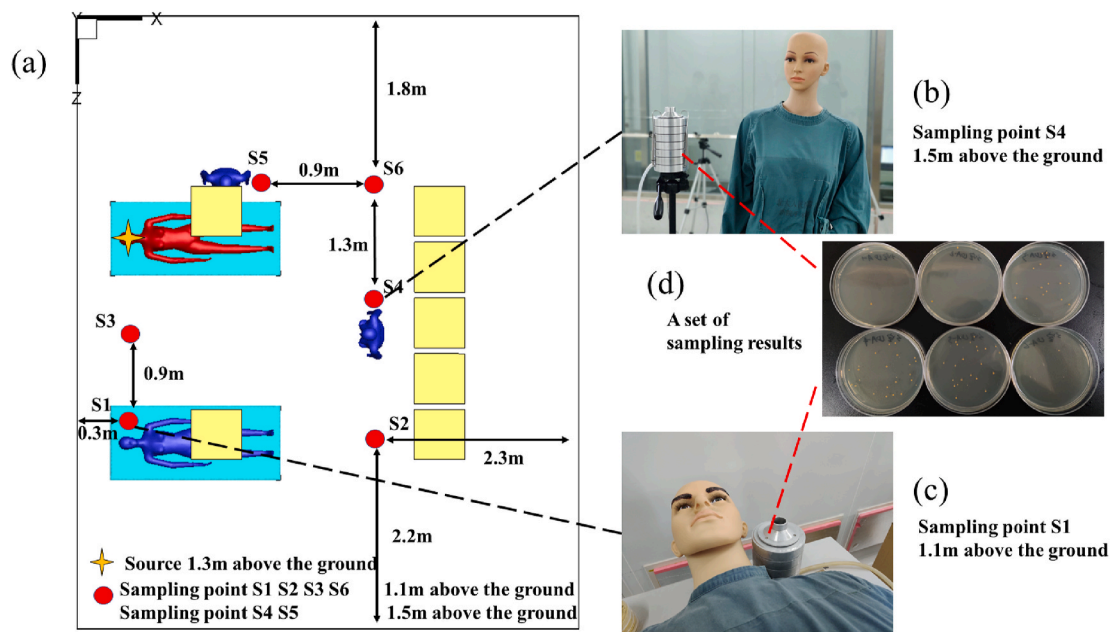 (a)
Y
X
Z
1.8m
S5
0.9m
S6
1.3m
S4
S3
0.9m
S1
0.3m
S2
2.3m
2.2m
Source 1.3m above the ground
Sampling point S1 S2 S3 S6
1.1m above the ground
Sampling point S4 S5
1.5m above the ground
(b)
Sampling point S4
1.5m above the ground
(d)
A set of
sampling results
(c)
Sampling point S1
1.1m above the ground